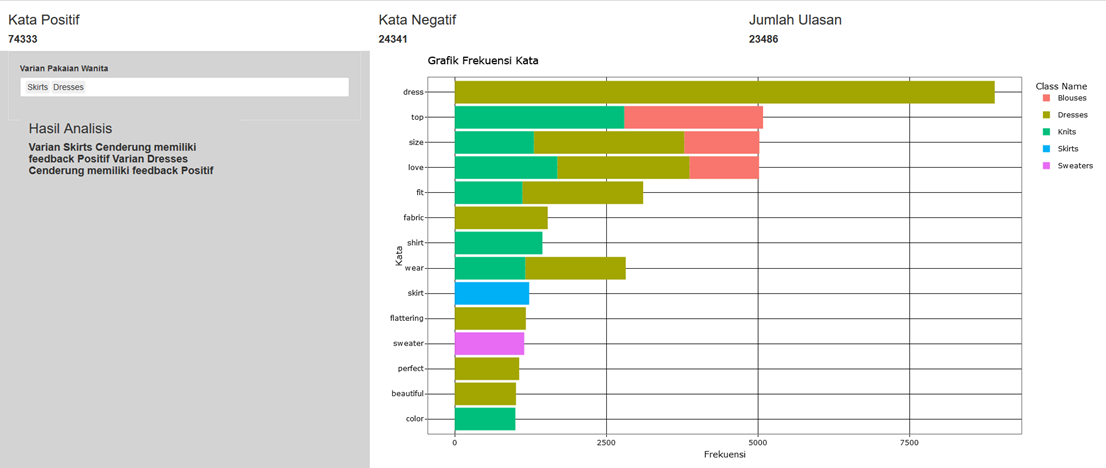 Kata Positif
74333
Kata Negatif
24341
Jumlah Ulasan
23486
Varian Pakaian Wanita
Skirts Dresses
Hasil Analisis
Varian Skirts Cenderung memiliki
feedback Positif Varian Dresses
Cenderung memiliki feedback Positif
Grafik Frekuensi Kata
Kata
dress
top
size
love
fit
fabric
shirt
wear
skirt
flattering
sweater
perfect
beautiful
color
0 2500 5000 7500
Frekuensi
Class Name
Blouses
Dresses
Knits
Skirts
Sweaters